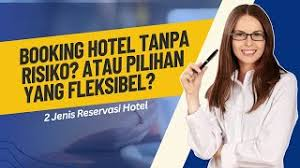 BOOKING HOTEL TANPA
RISIKO? ATAU PILIHAN
YANG FLEKSIBEL?
2 Jenis Reservasi Hotel